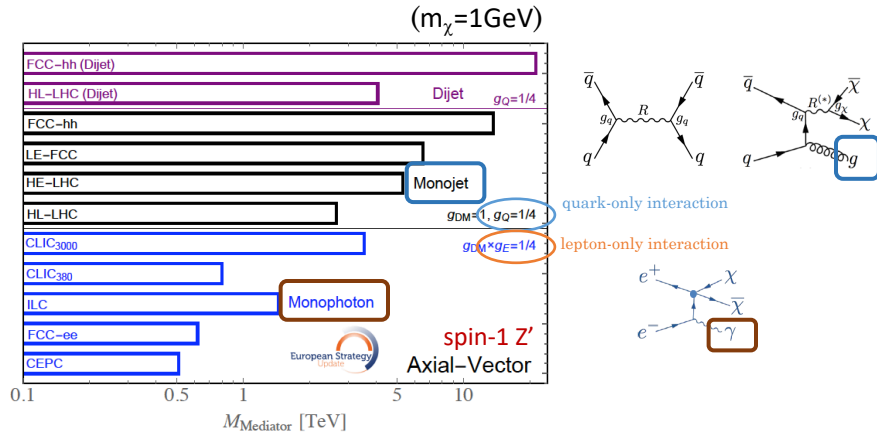 (mχ=1GeV)
FCC-hh (Dijet)
HL-LHC (Dijet)
Dijet
gQ=1/4
FCC-hh
LE-FCC
HE-LHC
Monojet
HL-LHC
gDM=1, gQ=1/4
quark-only interaction
CLIC3000
gDM×gE=1/4
lepton-only interaction
CLIC380
ILC
Monophoton
FCC-ee
European Strategy
Update
spin-1 Z'
CEPC
Axial-Vector
0.1
0.5
1
5
10
MMediator [TeV]
q̅
q̅
R
gq
gq
q
q
q̅
χ̅
R(*)
gχ
gq
χ
q
g
e+
χ
χ̅
e−
γ